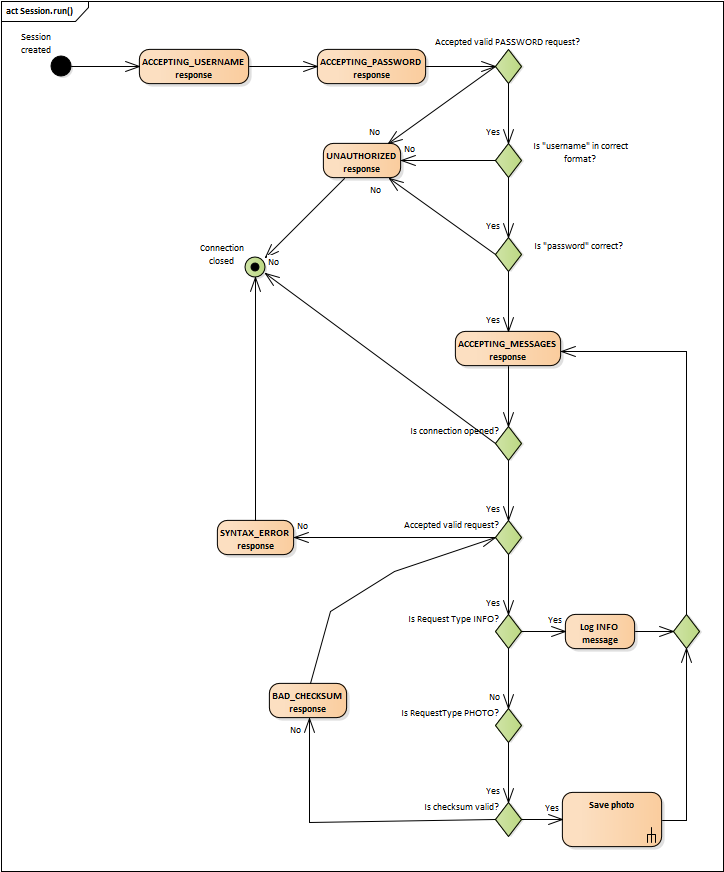 act Session.run()
Session
created
Accepted valid PASSWORD request?
ACCEPTING_USERNAME
response
ACCEPTING_PASSWORD
response
No
Yes
UNAUTHORIZED
response
No
Is "username" in correct
format?
No
Yes
Connection
closed
No
Is "password" correct?
Yes
ACCEPTING_MESSAGES
response
Is connection opened?
Yes
SYNTAX_ERROR
response
No
Accepted valid request?
Yes
Is Request Type INFO?
Yes
Log INFO
message
No
BAD_CHECKSUM
response
Is RequestType PHOTO?
No
Yes
Is checksum valid?
Yes
Save photo